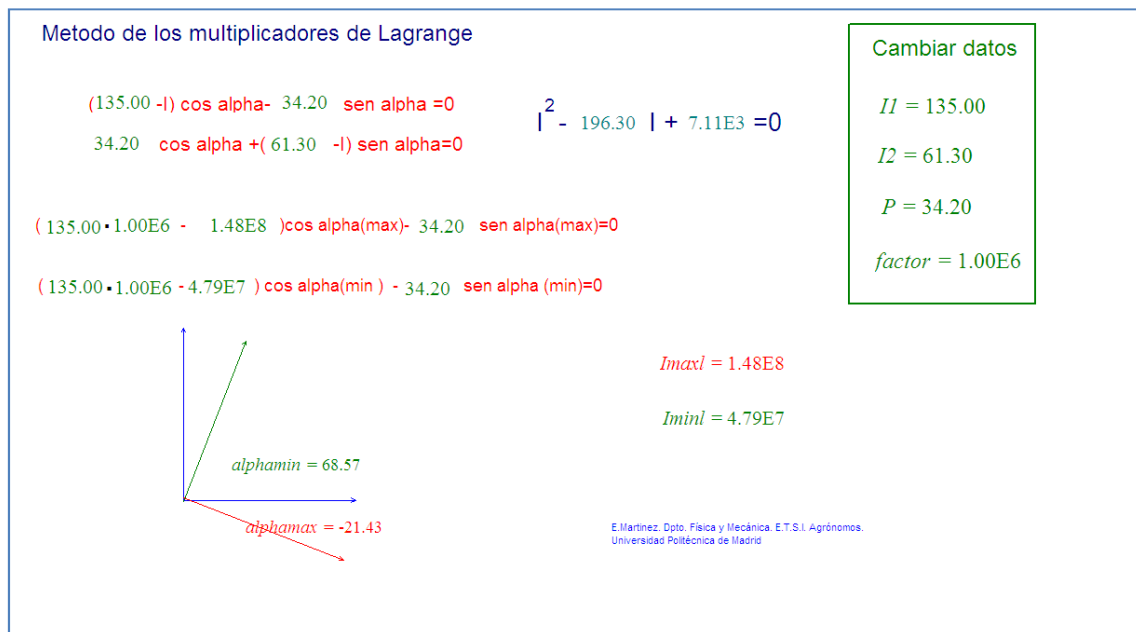 Metodo de los multiplicadores de Lagrange
(135.00 -I) cos alpha- 34.20 sen alpha =0
34.20 cos alpha +( 61.30 -I) sen alpha=0
I² - 196.30 I + 7.11E3 =0
( 135.00 ▪ 1.00E6 - 1.48E8 )cos alpha(max)- 34.20 sen alpha(max)=0
( 135.00 ▪ 1.00E6 - 4.79E7 ) cos alpha(min ) - 34.20 sen alpha (min)=0
Cambiar datos
I1 = 135.00
I2 = 61.30
P = 34.20
factor = 1.00E6
Imaxl = 1.48E8
Iminl = 4.79E7
alphamin = 68.57
alphamax = -21.43
E.Martinez. Dpto. Física y Mecánica. E.T.S.I. Agrónomos.
Universidad Politécnica de Madrid